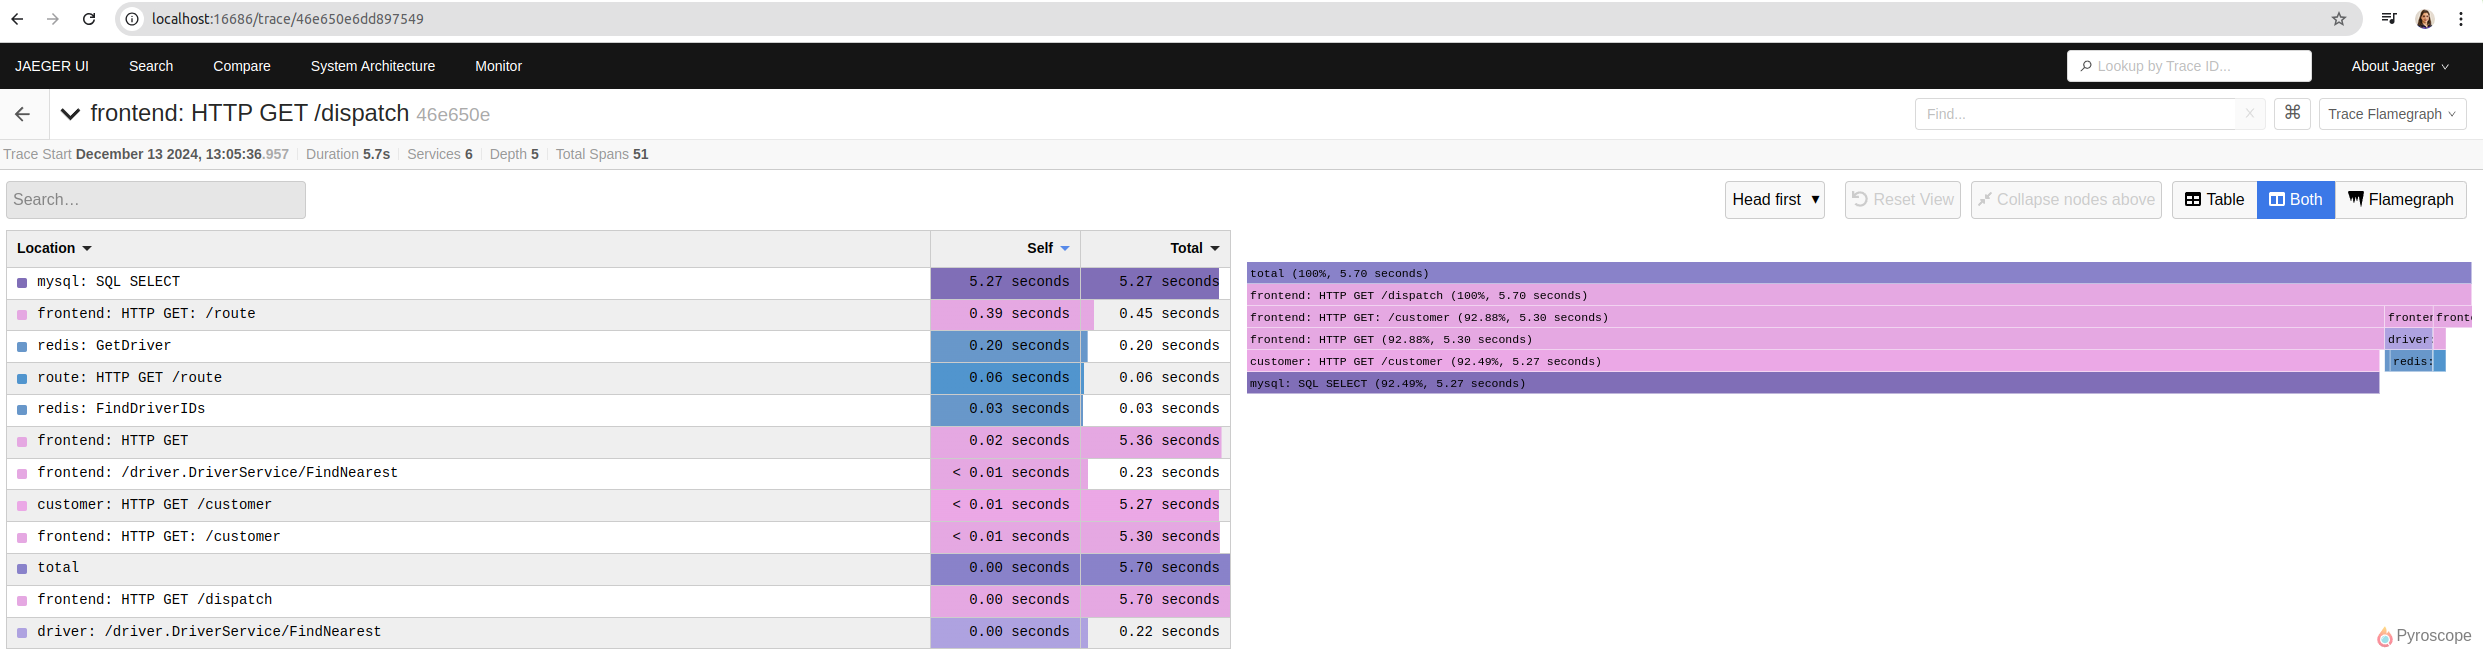 localhost:16686/trace/46e650e6dd897549
JAEGER UI Search Compare System Architecture Monitor Lookup by Trace ID... About Jaeger
frontend: HTTP GET /dispatch 46e650e Find... Trace Flamegraph
Trace Start December 13 2024, 13:05:36.957 Duration 5.7s Services 6 Depth 5 Total Spans 51
Search… Head first Reset View Collapse nodes above Table Both Flamegraph
Location Self Total
mysql: SQL SELECT 5.27 seconds 5.27 seconds
frontend: HTTP GET: /route 0.39 seconds 0.45 seconds
redis: GetDriver 0.20 seconds 0.20 seconds
route: HTTP GET /route 0.06 seconds 0.06 seconds
redis: FindDriverIDs 0.03 seconds 0.03 seconds
frontend: HTTP GET 0.02 seconds 5.36 seconds
frontend: /driver.DriverService/FindNearest < 0.01 seconds 0.23 seconds
customer: HTTP GET /customer < 0.01 seconds 5.27 seconds
frontend: HTTP GET: /customer < 0.01 seconds 5.30 seconds
total 0.00 seconds 5.70 seconds
frontend: HTTP GET /dispatch 0.00 seconds 5.70 seconds
driver: /driver.DriverService/FindNearest 0.00 seconds 0.22 seconds
total (100%, 5.70 seconds)
frontend: HTTP GET /dispatch (100%, 5.70 seconds)
frontend: HTTP GET: /customer (92.88%, 5.30 seconds) fronten fronte
frontend: HTTP GET (92.88%, 5.30 seconds) driver:
customer: HTTP GET /customer (92.49%, 5.27 seconds) redis:
mysql: SQL SELECT (92.49%, 5.27 seconds)
Pyroscope